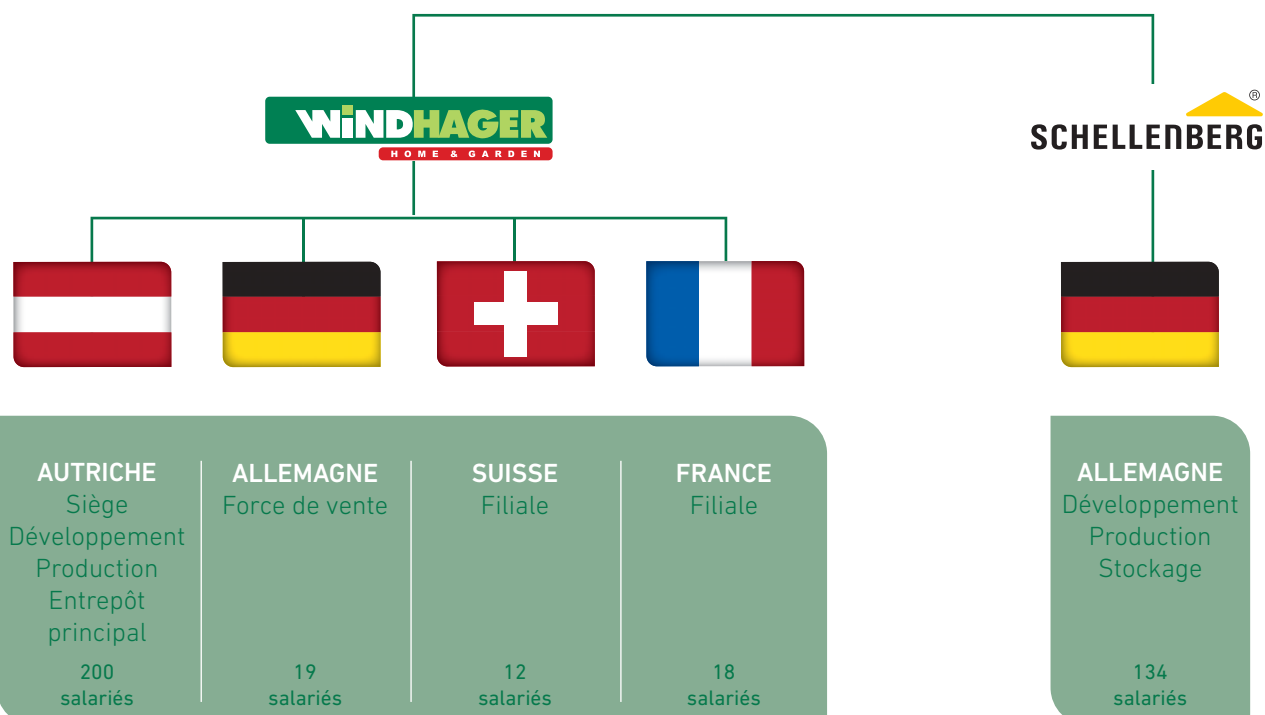 WiNDHAGER
HOME & GARDEN
®
SCHELLENBERG
AUTRICHE
Siège
Développement
Production
Entrepôt
principal
200
salariés
ALLEMAGNE
Force de vente
19
salariés
SUISSE
Filiale
12
salariés
FRANCE
Filiale
18
salariés
ALLEMAGNE
Développement
Production
Stockage
134
salariés